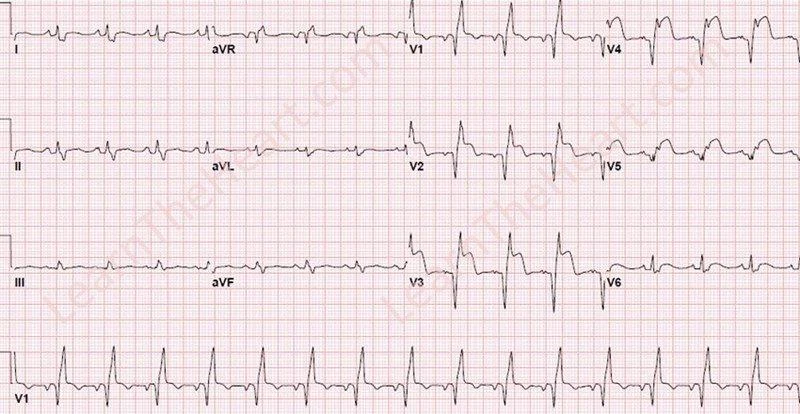 I aVR V1 V4
II aVL V2 V5
III aVF V3 V6
V1
LearnTheHeart.com
LearnTheHeart.com